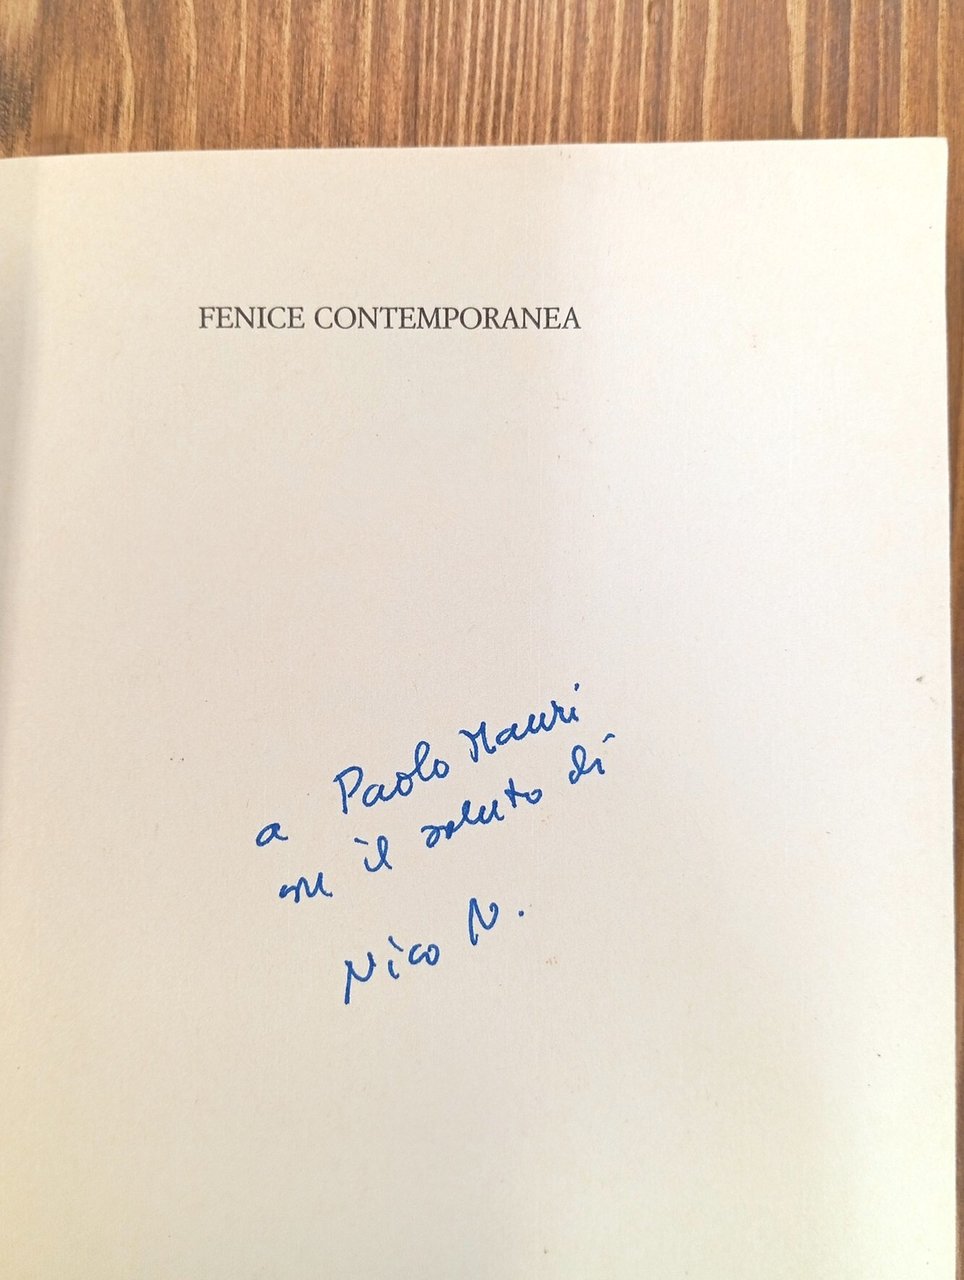 FENICE CONTEMPORANEA
a Paolo Mauri
con il saluto di
Nico N.